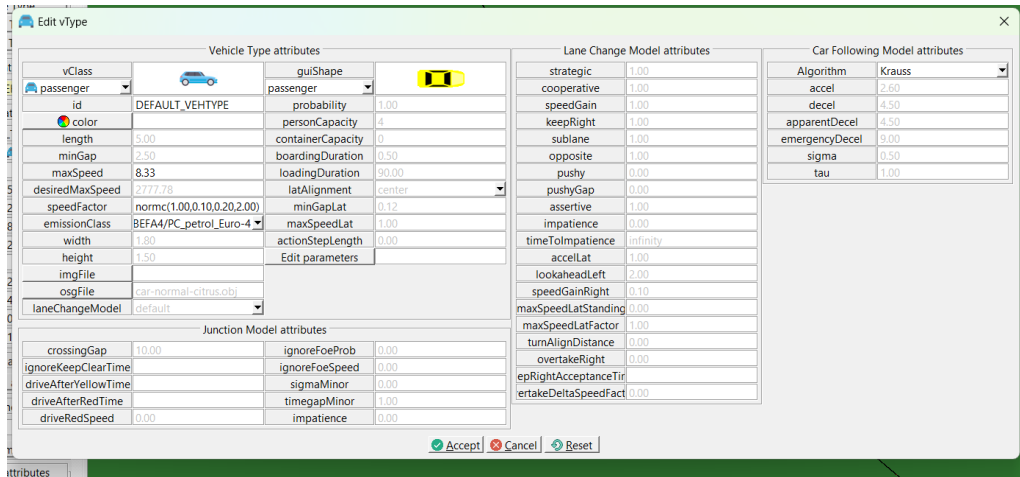 Edit vType
Vehicle Type attributes
vClass guiShape
passenger passenger
id DEFAULT_VEHTYPE probability 1.00
color personCapacity 4
length 5.00 containerCapacity 0
minGap 2.50 boardingDuration 0.50
maxSpeed 8.33 loadingDuration 90.00
desiredMaxSpeed 2777.78 latAlignment center
speedFactor normc(1.00,0.10,0.20,2.00) minGapLat 0.12
emissionClass BEFA4/PC_petrol_Euro-4 maxSpeedLat 1.00
width 1.80 actionStepLength 0.00
height 1.50 Edit parameters
imgFile
osgFile car-normal-citrus.obj
laneChangeModel default
Junction Model attributes
crossingGap 10.00 ignoreFoeProb 0.00
ignoreKeepClearTime ignoreFoeSpeed 0.00
driveAfterYellowTime sigmaMinor 0.00
driveAfterRedTime timegapMinor 1.00
driveRedSpeed 0.00 impatience 0.00
Lane Change Model attributes
strategic 1.00
cooperative 1.00
speedGain 1.00
keepRight 1.00
sublane 1.00
opposite 1.00
pushy 0.00
pushyGap 0.00
assertive 1.00
impatience 0.00
timeToImpatience infinity
accelLat 1.00
lookaheadLeft 2.00
speedGainRight 0.10
maxSpeedLatStanding 0.00
maxSpeedLatFactor 1.00
turnAlignDistance 0.00
overtakeRight 0.00
epRightAcceptanceTir
ertakeDeltaSpeedFact 0.00
Car Following Model attributes
Algorithm Krauss
accel 2.60
decel 4.50
apparentDecel 4.50
emergencyDecel 9.00
sigma 0.50
tau 1.00
Accept Cancel Reset
attributes